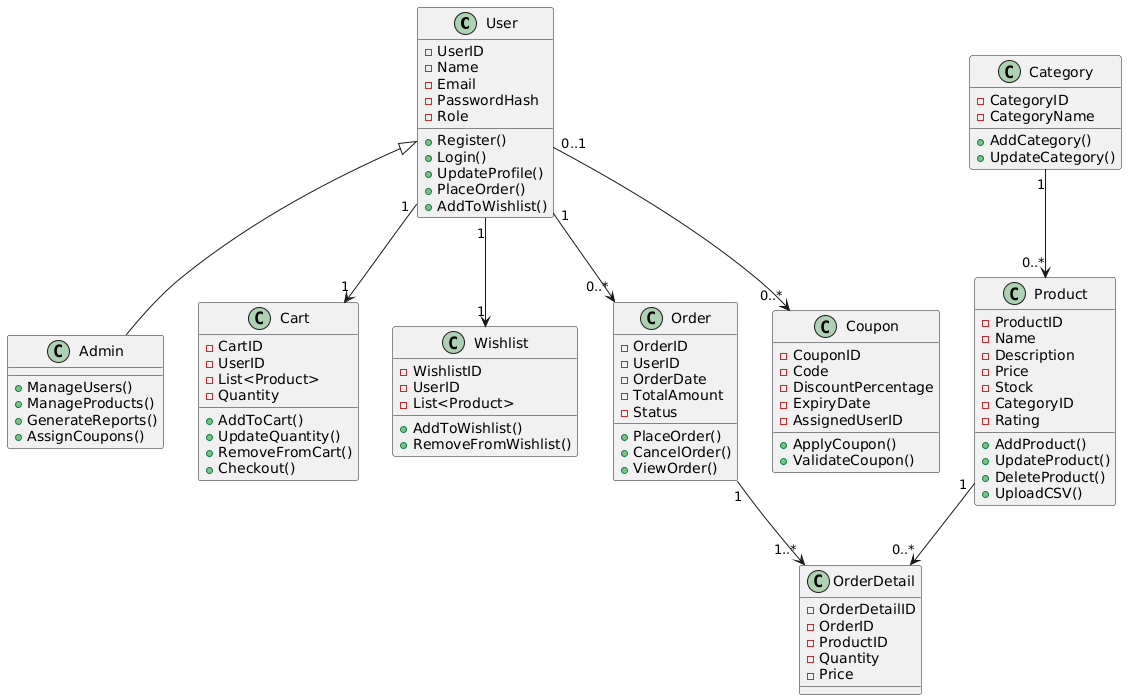 C User
UserID
Name
Email
PasswordHash
Role
Register()
Login()
UpdateProfile()
PlaceOrder()
AddToWishlist()
C Category
CategoryID
CategoryName
AddCategory()
UpdateCategory()
0..1
1
1
1
1
1
1
0..*
0..*
0..*
C Admin
ManageUsers()
ManageProducts()
GenerateReports()
AssignCoupons()
C Cart
CartID
UserID
List<Product>
Quantity
AddToCart()
UpdateQuantity()
RemoveFromCart()
Checkout()
C Wishlist
WishlistID
UserID
List<Product>
AddToWishlist()
RemoveFromWishlist()
C Order
OrderID
UserID
OrderDate
TotalAmount
Status
PlaceOrder()
CancelOrder()
ViewOrder()
C Coupon
CouponID
Code
DiscountPercentage
ExpiryDate
AssignedUserID
ApplyCoupon()
ValidateCoupon()
C Product
ProductID
Name
Description
Price
Stock
CategoryID
Rating
AddProduct()
UpdateProduct()
DeleteProduct()
UploadCSV()
1
1
1..*
0..*
C OrderDetail
OrderDetailID
OrderID
ProductID
Quantity
Price